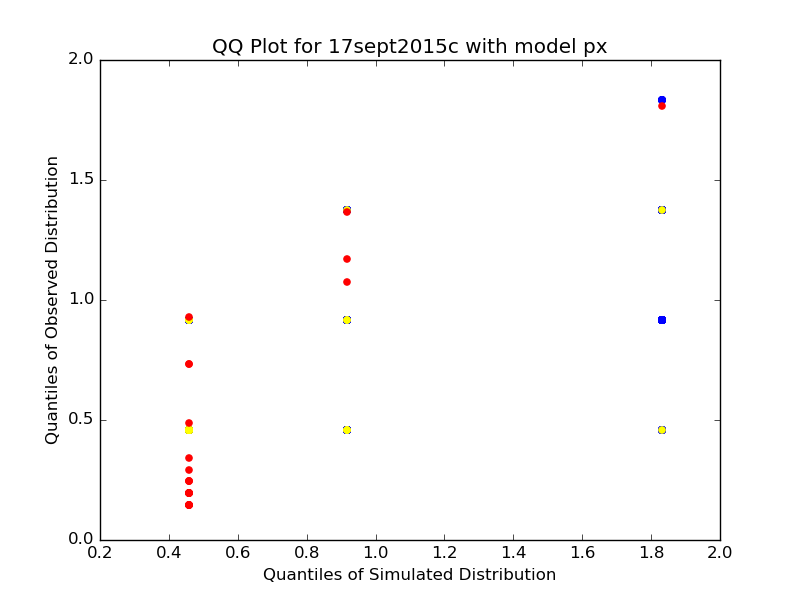 QQ Plot for 17sept2015c with model px
2.0
1.5
1.0
0.5
0.0
Quantiles of Observed Distribution
0.2 0.4 0.6 0.8 1.0 1.2 1.4 1.6 1.8 2.0
Quantiles of Simulated Distribution